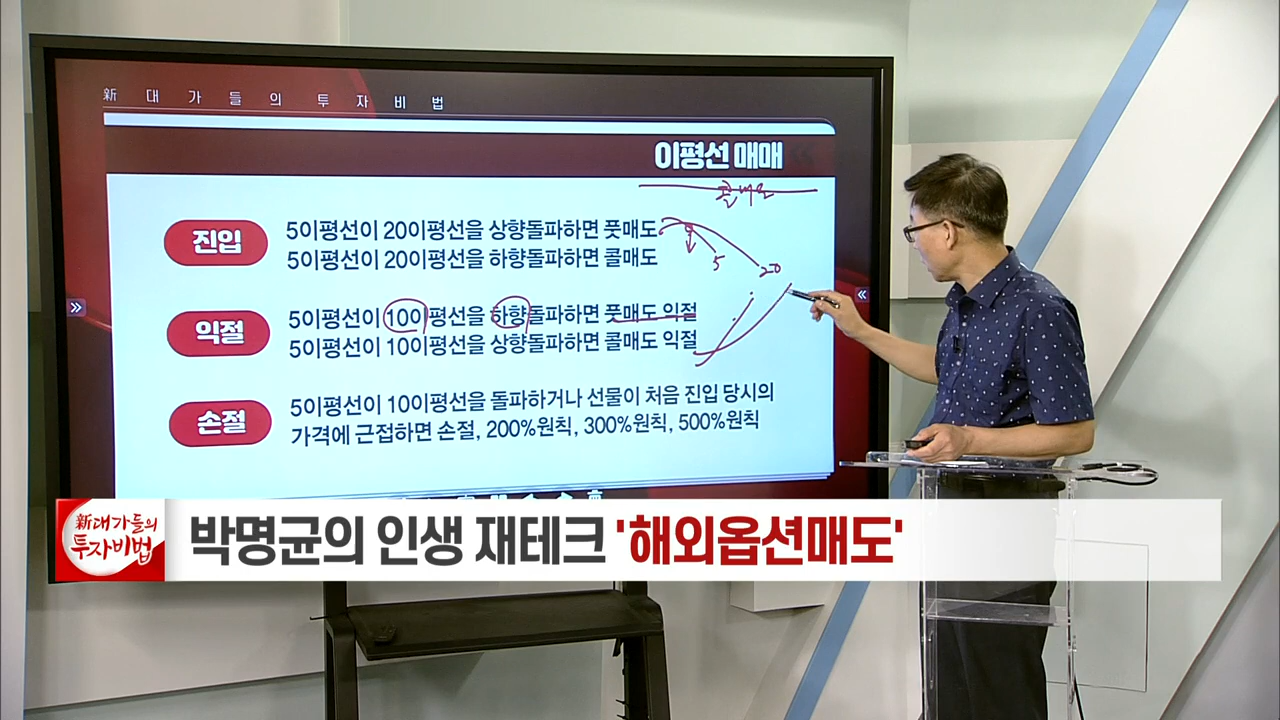 新대가들의 투자비법
이평선 매매
콜매도
진입
5이평선이 20이평선을 상향돌파하면 풋매도
5이평선이 20이평선을 하향돌파하면 콜매도
5
20
익절
5이평선이 10이평선을 하향돌파하면 풋매도 익절
5이평선이 10이평선을 상향돌파하면 콜매도 익절
손절
5이평선이 10이평선을 돌파하거나 선물이 처음 진입 당시의
가격에 근접하면 손절, 200%원칙, 300%원칙, 500%원칙
新대가들의
투자비법
박명균의 인생 재테크 '해외옵션매도'